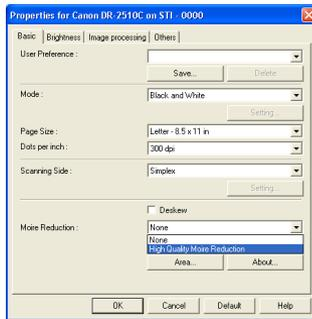 Properties for Canon DR-2510C on STI - 0000
Basic Brightness Image processing Others
User Preference :
Save... Delete
Mode : Black and White
Setting...
Page Size : Letter - 8.5 x 11 in
Dots per inch : 300 dpi
Scanning Side : Simplex
Setting...
Deskew
Moire Reduction : None
None
High Quality Moire Reduction
Area... About...
OK Cancel Default Help